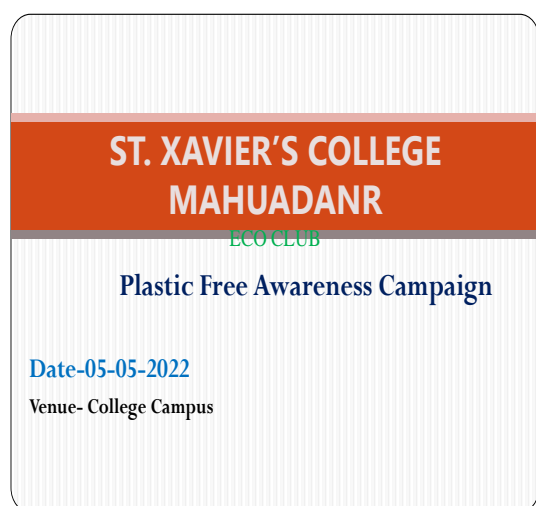 ST. XAVIER’S COLLEGE
MAHUADANR
ECO CLUB
Plastic Free Awareness Campaign
Date-05-05-2022
Venue- College Campus